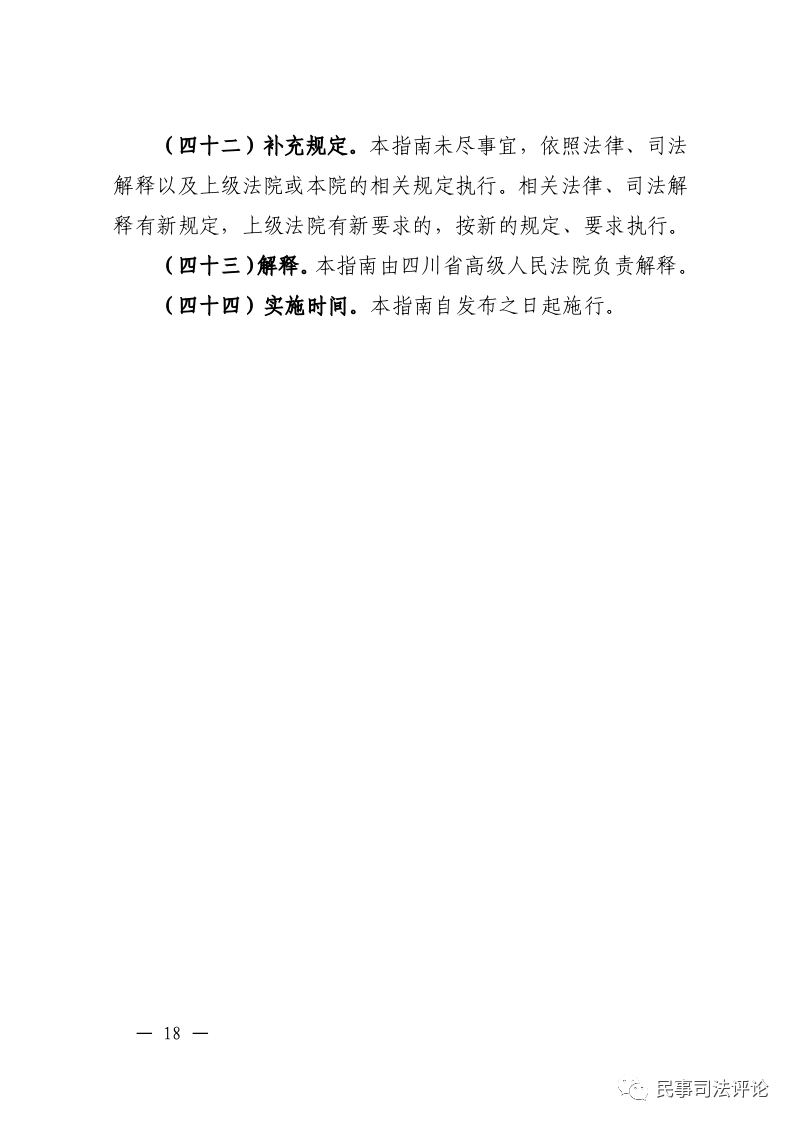 （四十二）补充规定。本指南未尽事宜，依照法律、司法
解释以及上级法院或本院的相关规定执行。相关法律、司法解
释有新规定，上级法院有新要求的，按新的规定、要求执行。
（四十三）解释。本指南由四川省高级人民法院负责解释。
（四十四）实施时间。本指南自发布之日起施行。
— 18 —
民事司法评论